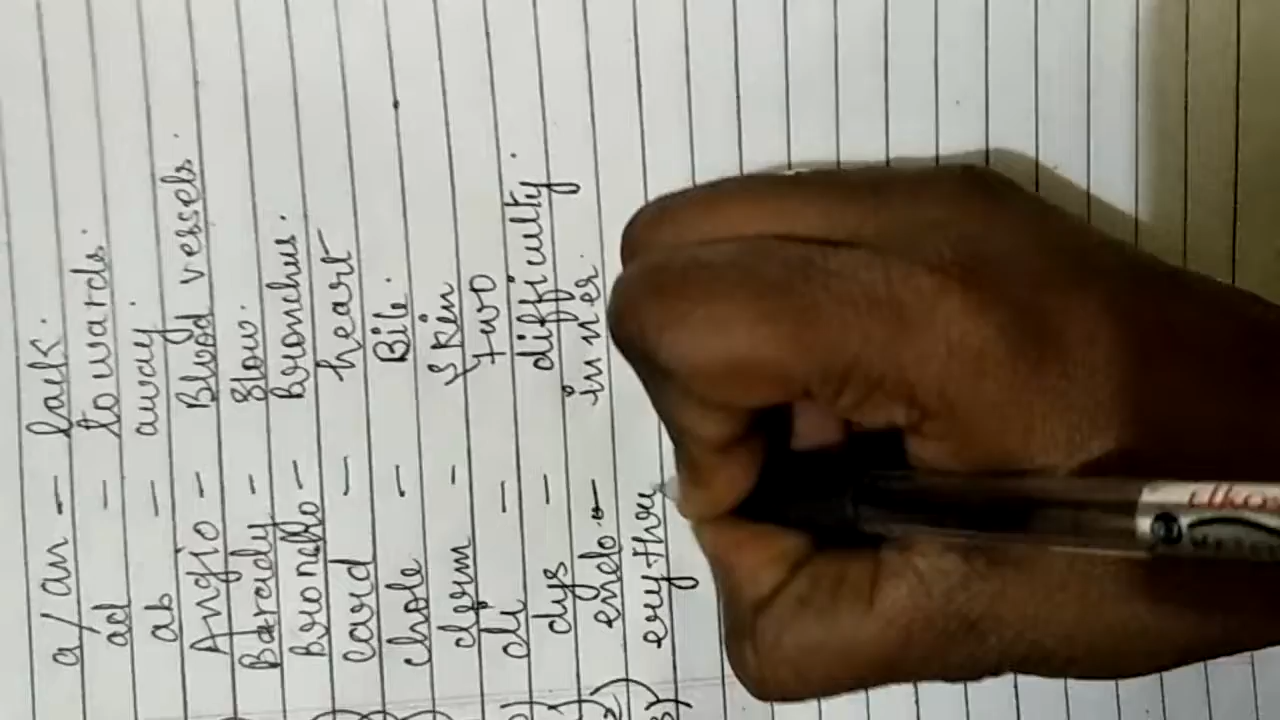 a/an - lack.
ad - towards.
ab - away.
Angio - Blood vessels.
Barady - Slow.
broncho - bronchus.
card - heart
chole - Bile.
derm - Skin
di - two
dys - difficulty.
endo - inner.
erythr